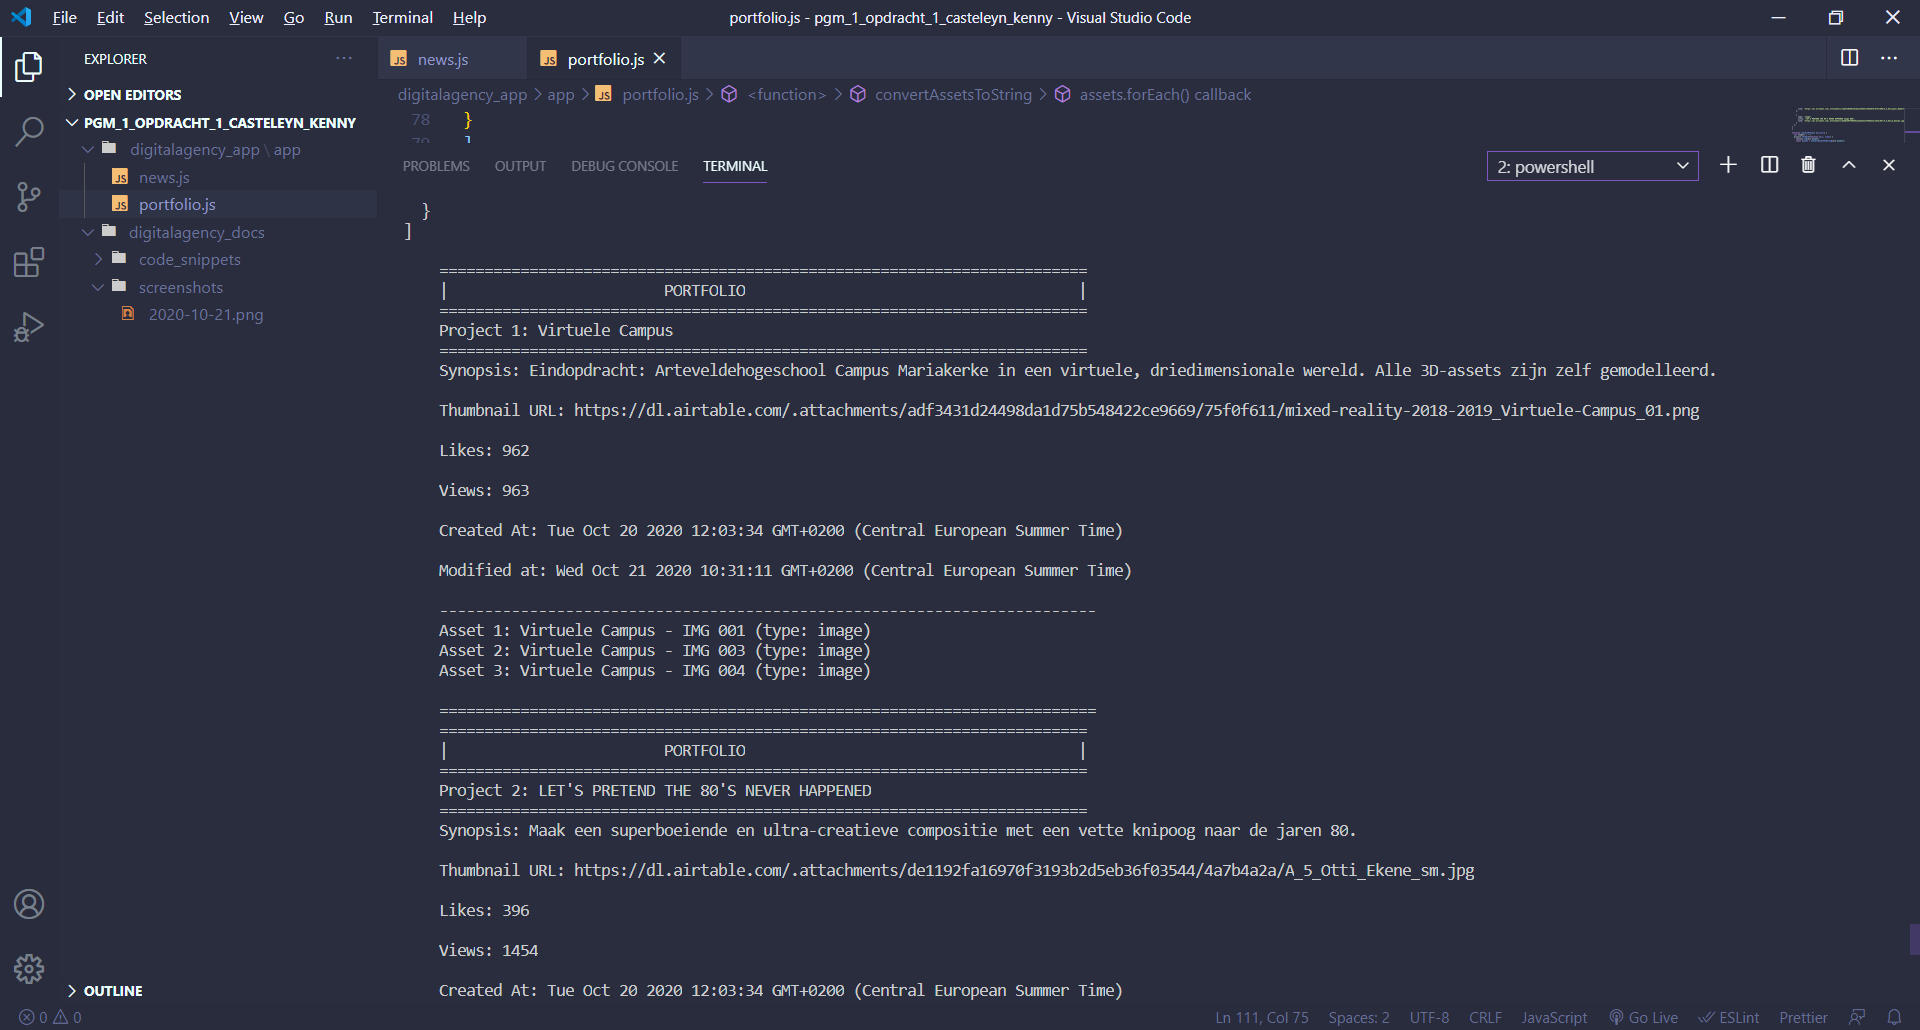 File Edit Selection View Go Run Terminal Help
portfolio.js - pgm_1_opdracht_1_casteleyn_kenny - Visual Studio Code
EXPLORER
OPEN EDITORS
PGM_1_OPDRACHT_1_CASTELEYN_KENNY
digitalagency_app \ app
JS news.js
JS portfolio.js
digitalagency_docs
code_snippets
screenshots
2020-10-21.png
OUTLINE
JS news.js
JS portfolio.js
digitalagency_app > app > JS portfolio.js > <function> > convertAssetsToString > assets.forEach() callback
78 }
79 ]
PROBLEMS OUTPUT DEBUG CONSOLE TERMINAL
2: powershell
}
]
========================================================================
| PORTFOLIO |
========================================================================
Project 1: Virtuele Campus
========================================================================
Synopsis: Eindopdracht: Arteveldehogeschool Campus Mariakerke in een virtuele, driedimensionale wereld. Alle 3D-assets zijn zelf gemodelleerd.
Thumbnail URL: https://dl.airtable.com/.attachments/adf3431d24498da1d75b548422ce9669/75f0f611/mixed-reality-2018-2019_Virtuele-Campus_01.png
Likes: 962
Views: 963
Created At: Tue Oct 20 2020 12:03:34 GMT+0200 (Central European Summer Time)
Modified at: Wed Oct 21 2020 10:31:11 GMT+0200 (Central European Summer Time)
-------------------------------------------------------------------------
Asset 1: Virtuele Campus - IMG 001 (type: image)
Asset 2: Virtuele Campus - IMG 003 (type: image)
Asset 3: Virtuele Campus - IMG 004 (type: image)
=========================================================================
========================================================================
| PORTFOLIO |
========================================================================
Project 2: LET'S PRETEND THE 80'S NEVER HAPPENED
========================================================================
Synopsis: Maak een superboeiende en ultra-creatieve compositie met een vette knipoog naar de jaren 80.
Thumbnail URL: https://dl.airtable.com/.attachments/de1192fa16970f3193b2d5eb36f03544/4a7b4a2a/A_5_Otti_Ekene_sm.jpg
Likes: 396
Views: 1454
Created At: Tue Oct 20 2020 12:03:34 GMT+0200 (Central European Summer Time)
0 0
Ln 111, Col 75 Spaces: 2 UTF-8 CRLF JavaScript Go Live ESLint Prettier